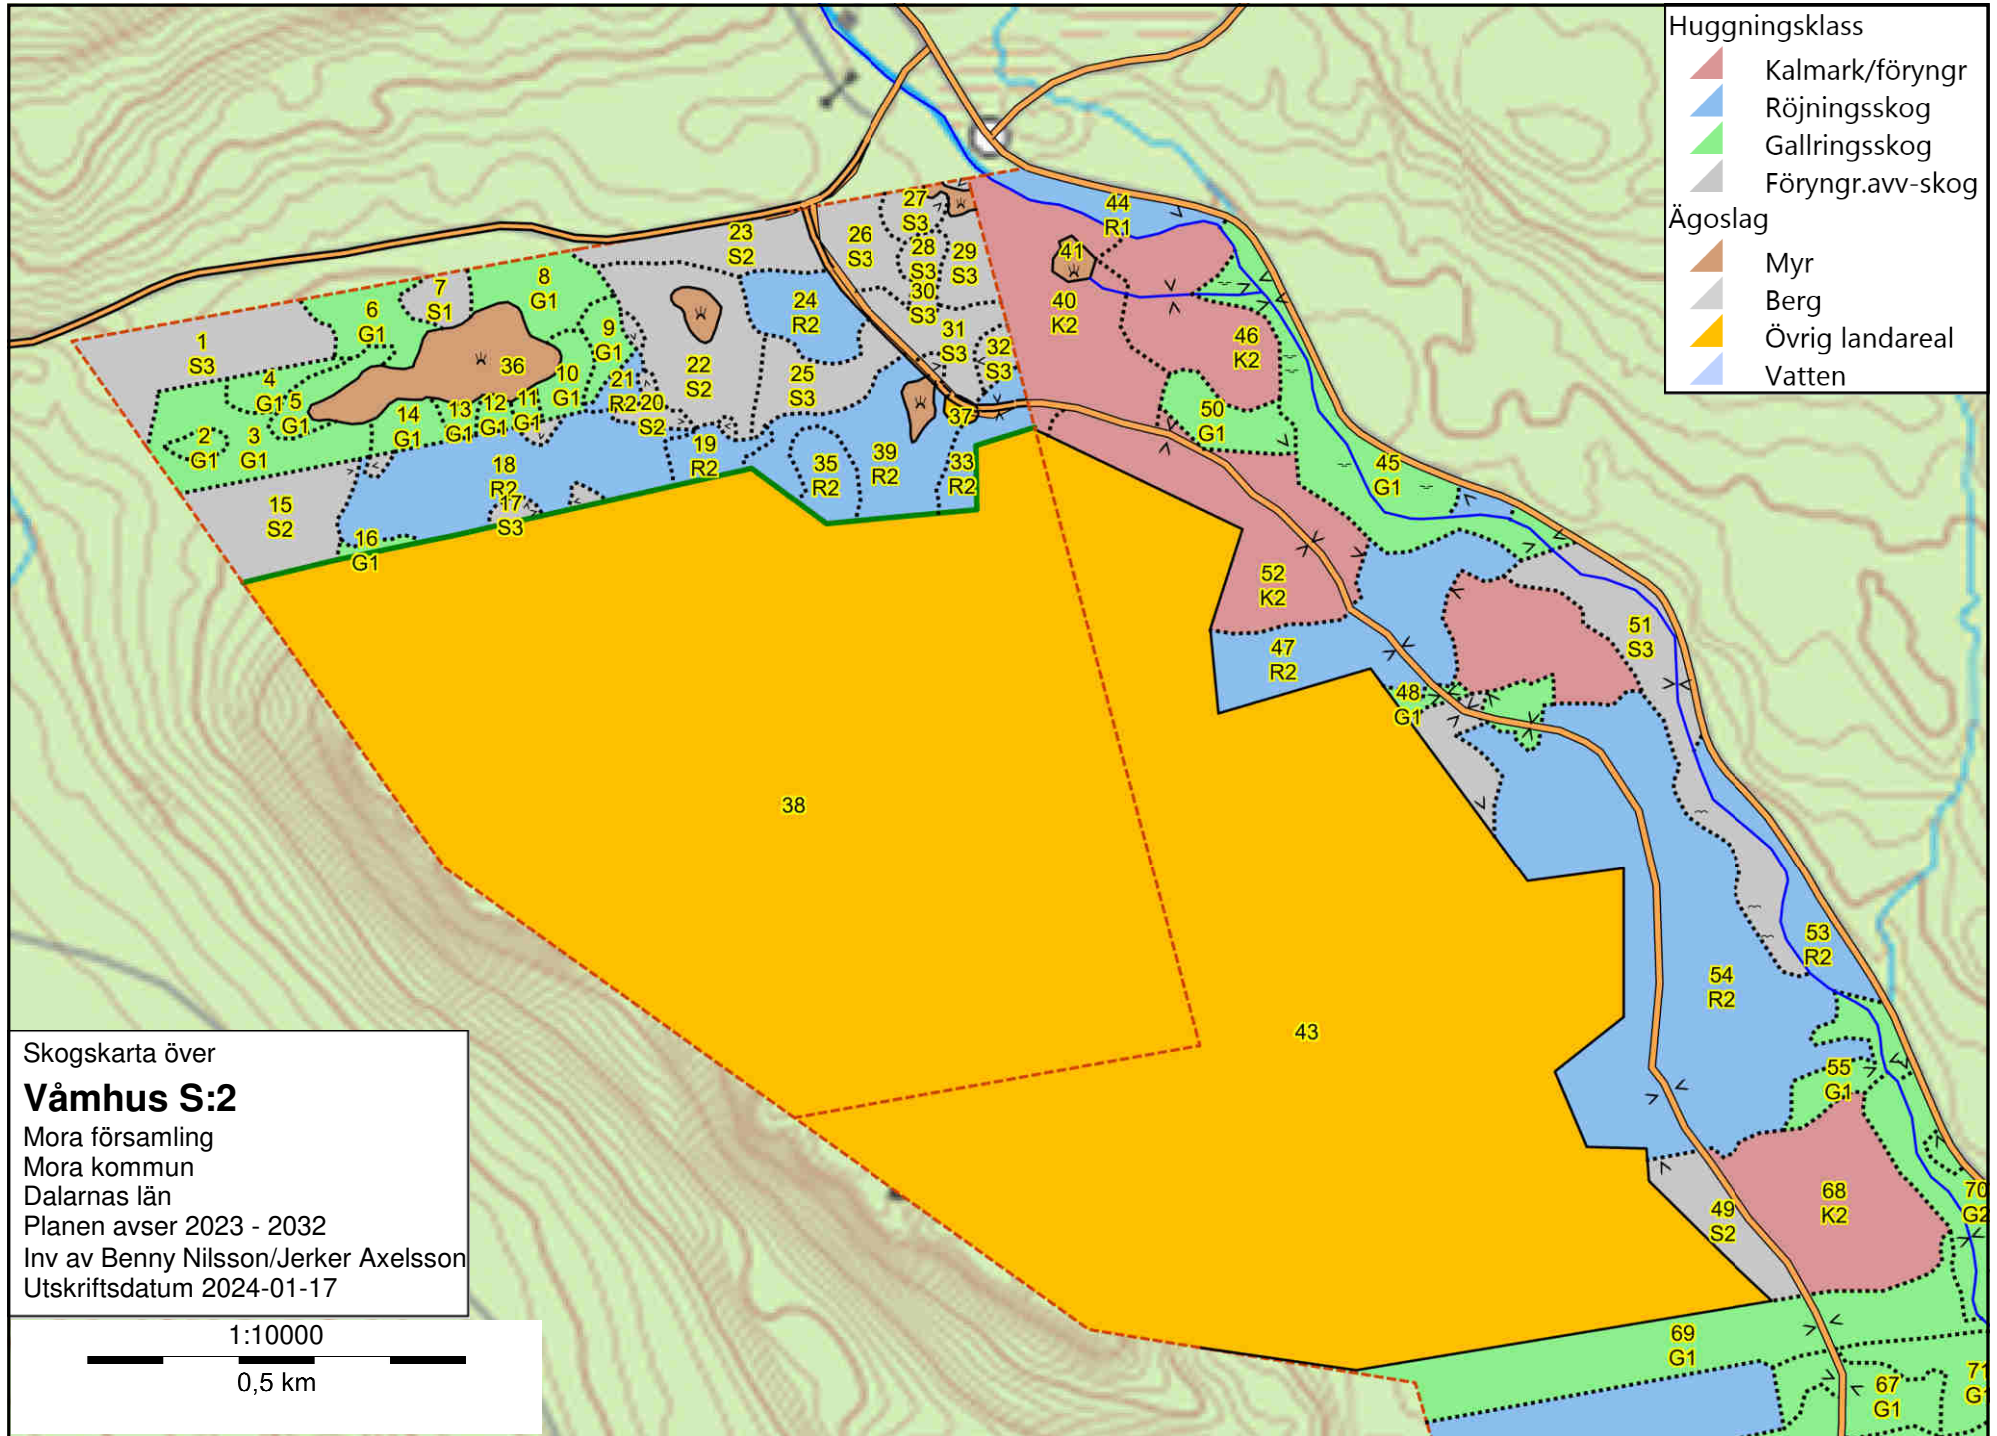 Huggningsklass
Kalmark/föryngr
Röjningsskog
Gallringsskog
Föryngr.avv-skog
Ägoslag
Myr
Berg
Övrig landareal
Vatten
1
S3
2
G1
3
G1
4
G1
5
G1
6
G1
7
S1
8
G1
9
G1
10
G1
11
G1
12
G1
13
G1
14
G1
15
S2
16
G1
17
S3
18
R2
19
R2
20
S2
21
R2
22
S2
23
S2
24
R2
25
S3
26
S3
27
S3
28
S3
29
S3
30
S3
31
S3
32
S3
33
R2
35
R2
36
37
38
39
R2
40
K2
41
43
44
R1
45
G1
46
K2
47
R2
48
G1
49
S2
50
G1
51
S3
52
K2
53
R2
54
R2
55
G1
67
G1
68
K2
69
G1
70
G2
71
G1
Skogskarta över
Våmhus S:2
Mora församling
Mora kommun
Dalarnas län
Planen avser 2023 - 2032
Inv av Benny Nilsson/Jerker Axelsson
Utskriftsdatum 2024-01-17
1:10000
0,5 km